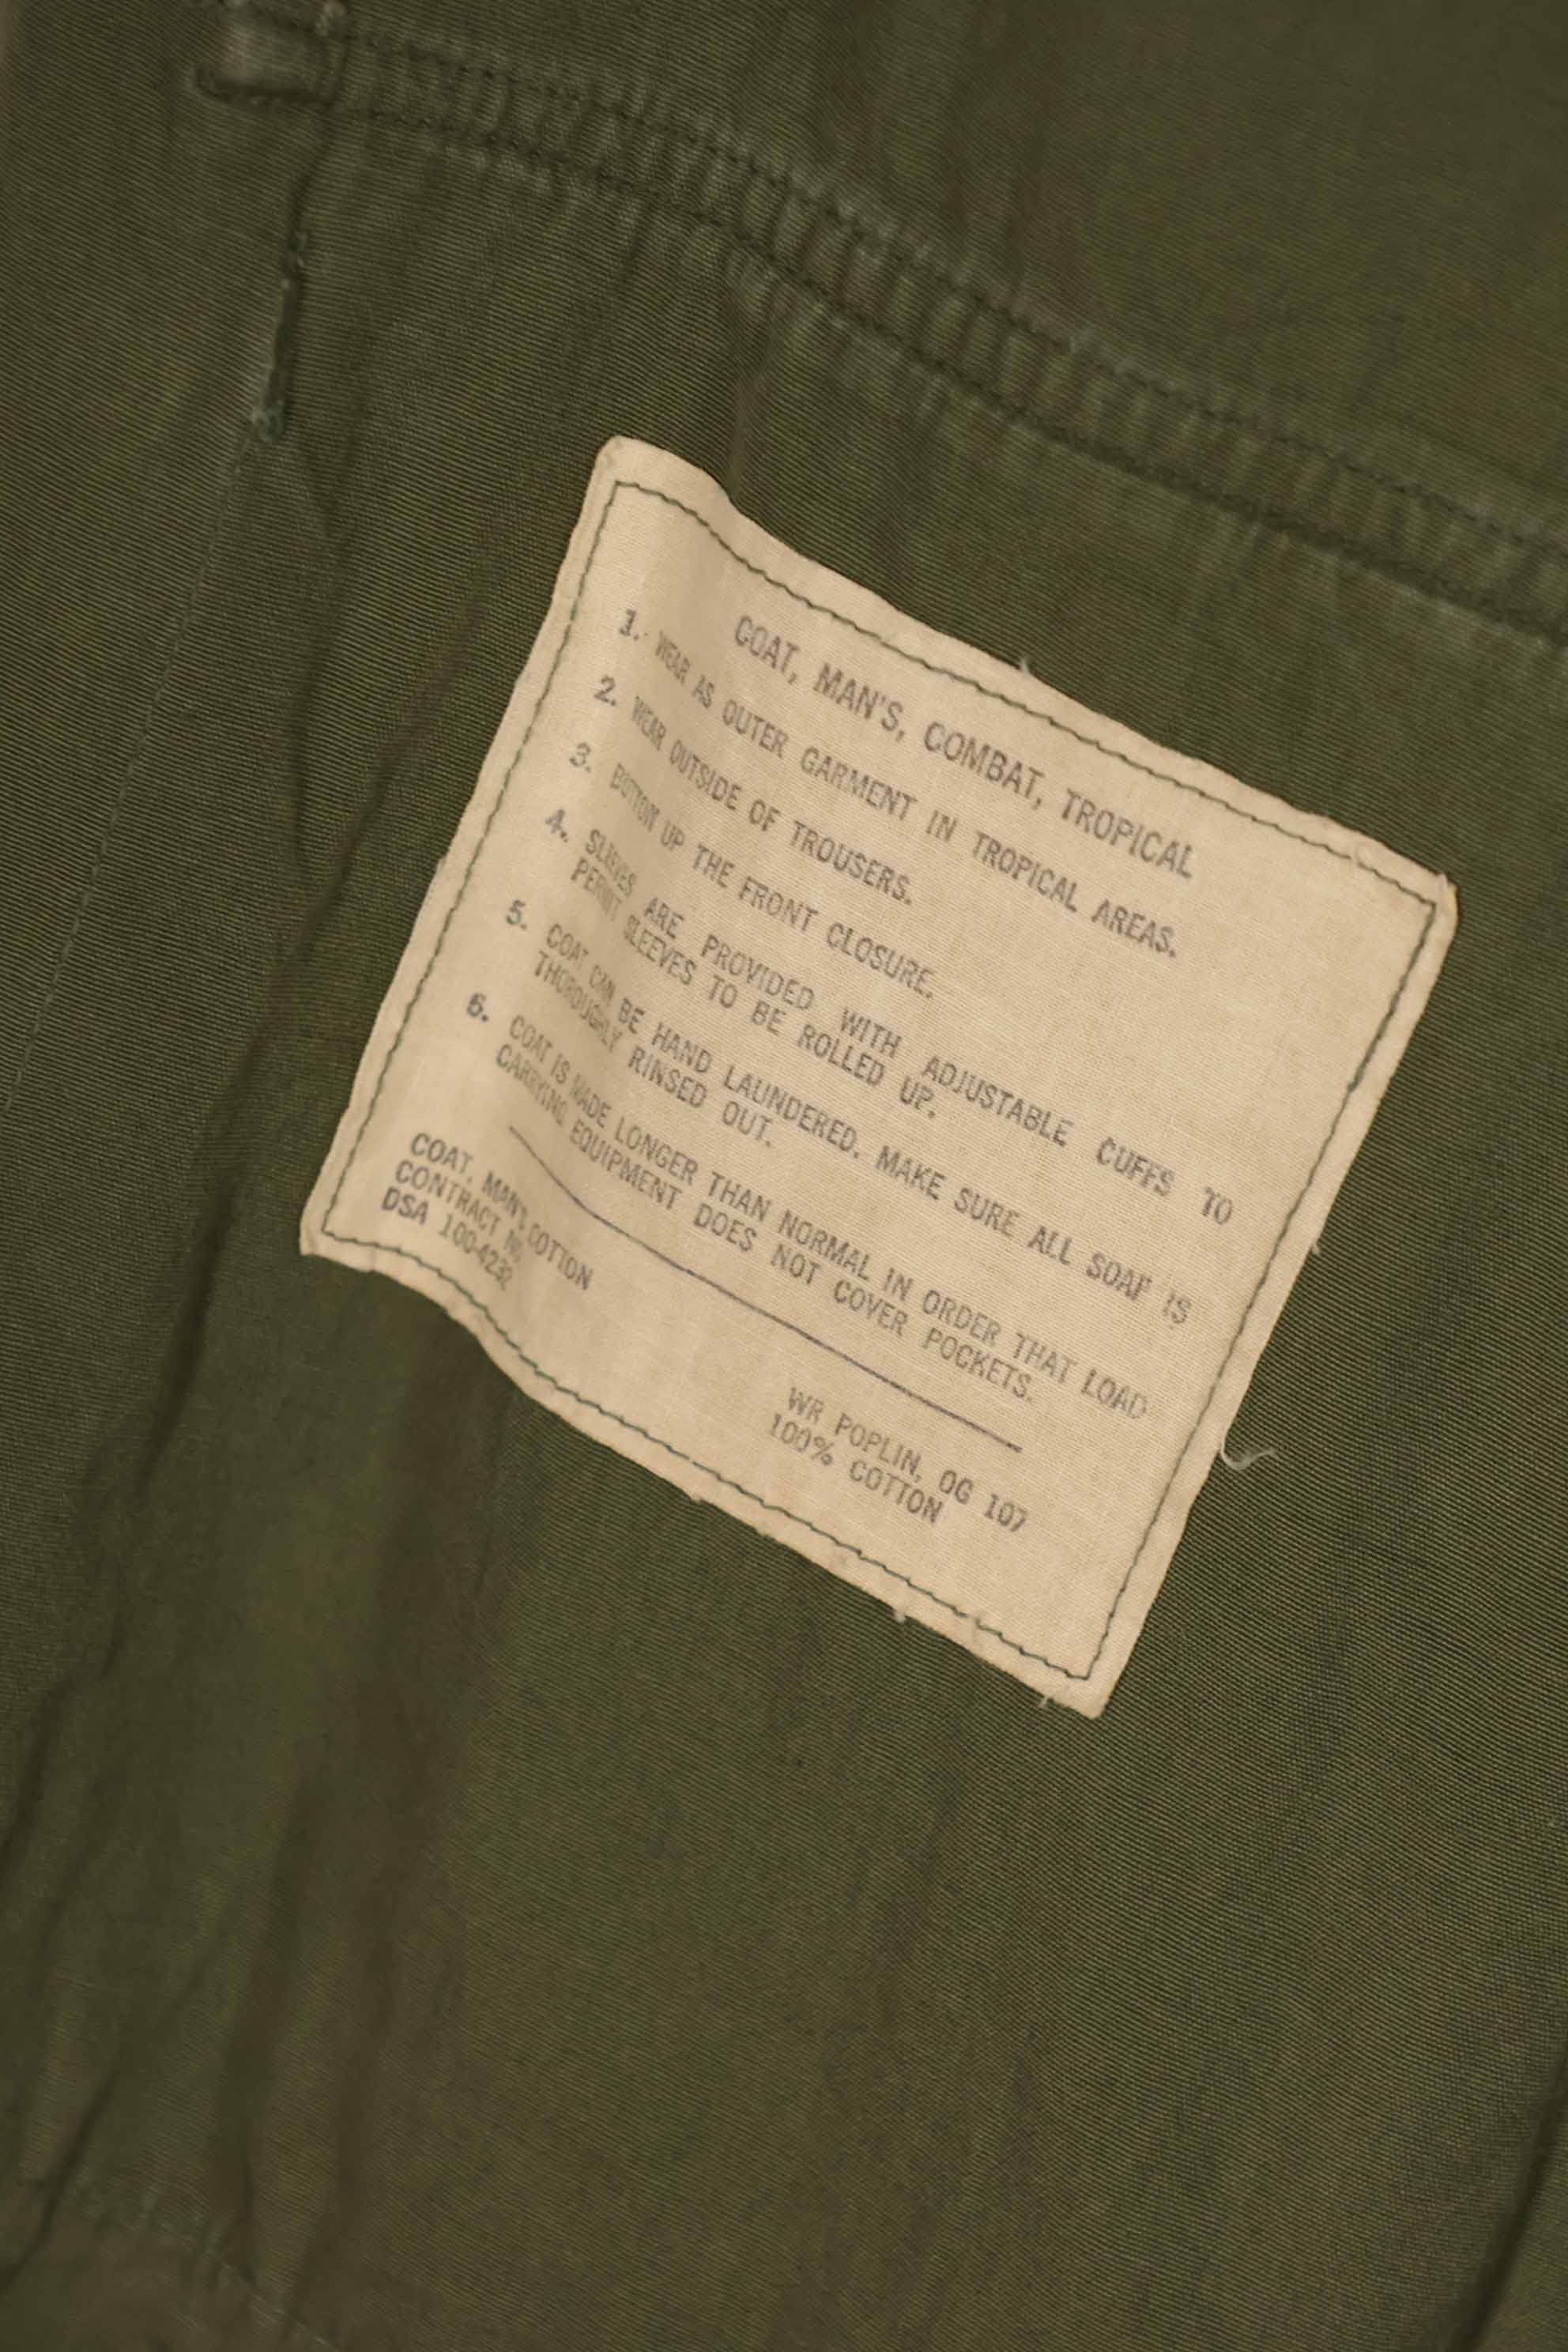 COAT, MAN'S, COMBAT, TROPICAL
1. WEAR AS OUTER GARMENT IN TROPICAL AREAS.
2. WEAR OUTSIDE OF TROUSERS.
3. BUTTON UP THE FRONT CLOSURE.
4. SLEEVES ARE PROVIDED WITH ADJUSTABLE CUFFS TO
PERMIT SLEEVES TO BE ROLLED UP.
5. COAT CAN BE HAND LAUNDERED. MAKE SURE ALL SOAP IS
THOROUGHLY RINSED OUT.
6. COAT IS MADE LONGER THAN NORMAL IN ORDER THAT LOAD
CARRYING EQUIPMENT DOES NOT COVER POCKETS.
COAT, MAN'S COTTON
CONTRACT NO.
DSA 100-4232
WR POPLIN, OG 107
100% COTTON